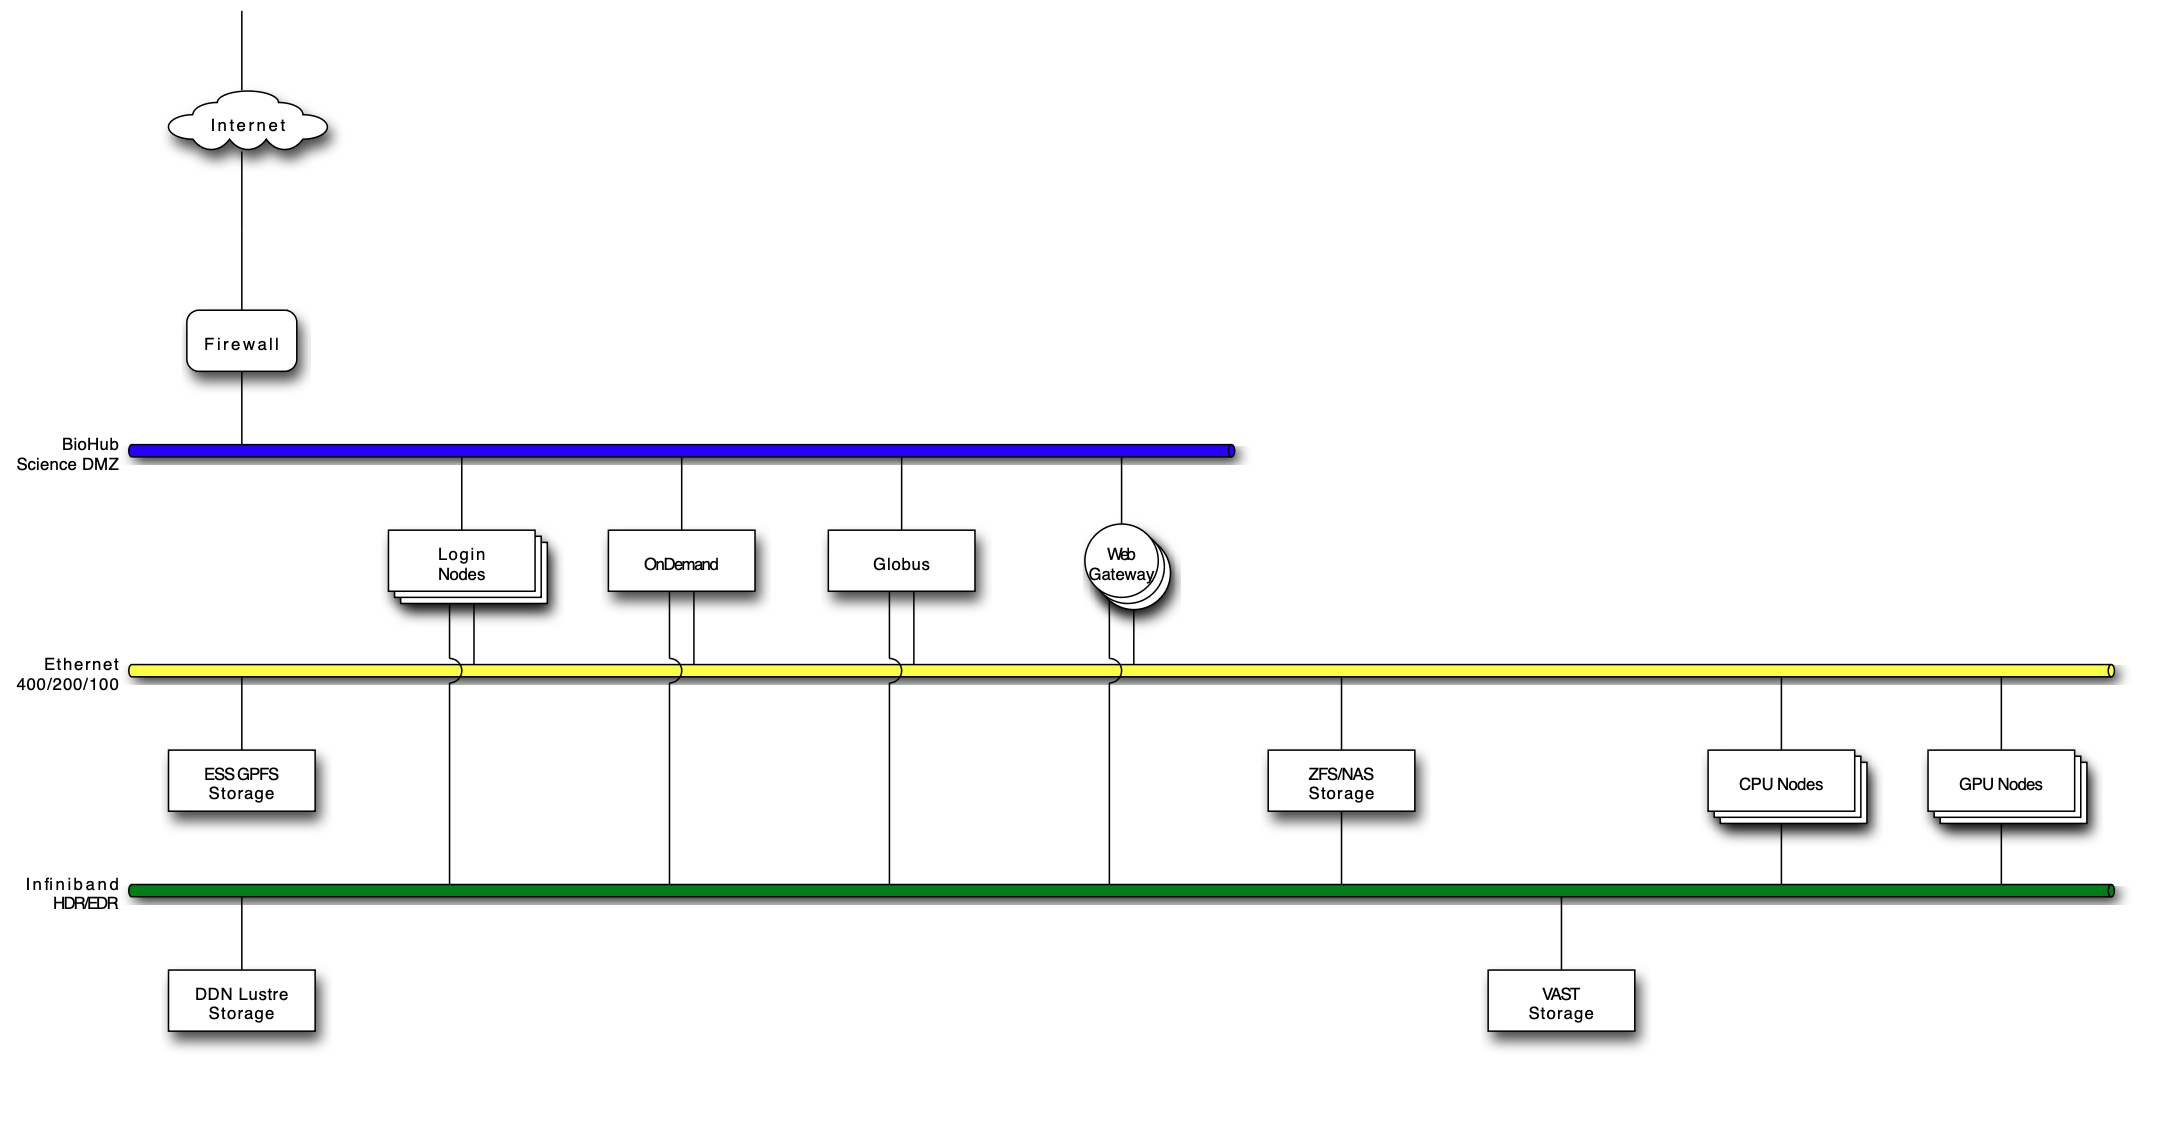 Internet
Firewall
BioHub
Science DMZ
Login
Nodes
OnDemand
Globus
Web
Gateway
Ethernet
400/200/100
ESS GPFS
Storage
ZFS/NAS
Storage
CPU Nodes
GPU Nodes
Infiniband
HDR/EDR
DDN Lustre
Storage
VAST
Storage